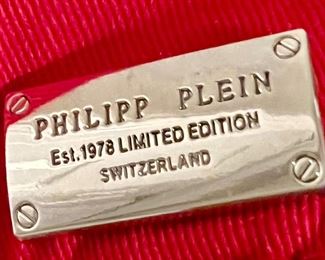 PHILIPP PLEIN
Est.1978 LIMITED EDITION
SWITZERLAND